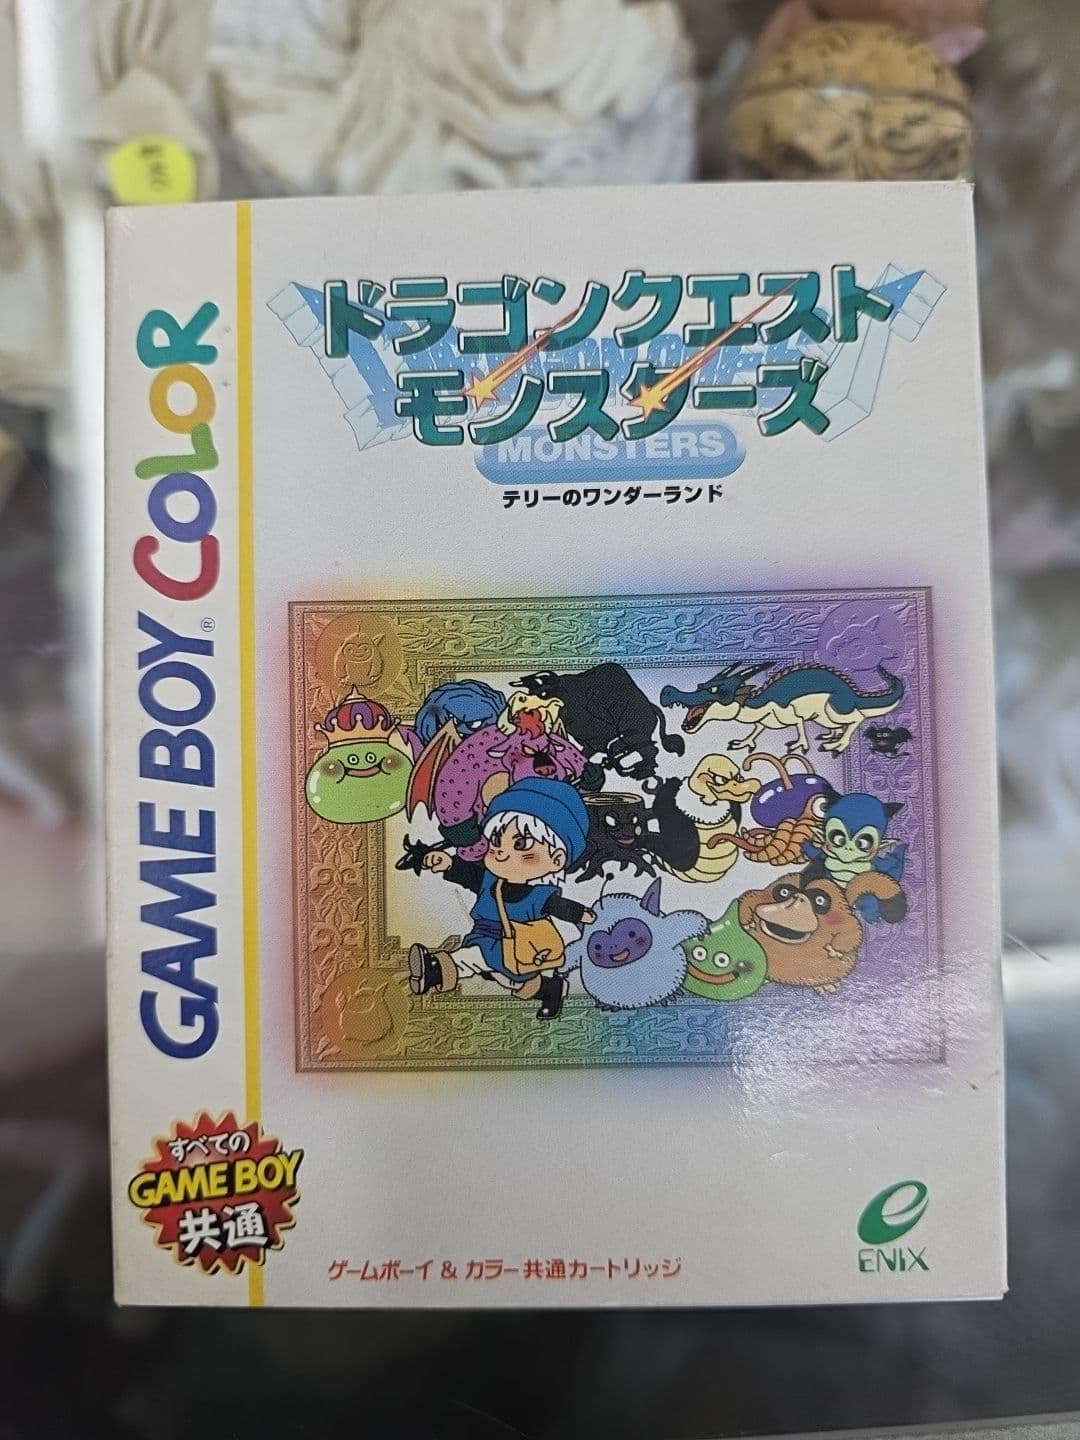 ドラゴンクエスト
モンスターズ
MONSTERS
テリーのワンダーランド
GAME BOY® COLOR
すべての
GAME BOY
共通
ゲームボーイ & カラー共通カートリッジ
ENIX